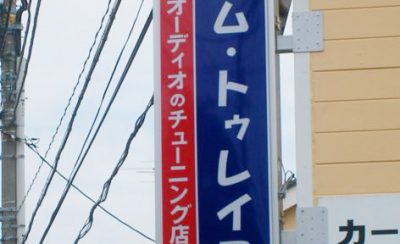 ム・トゥレイ
オーディオのチューニング店
カー